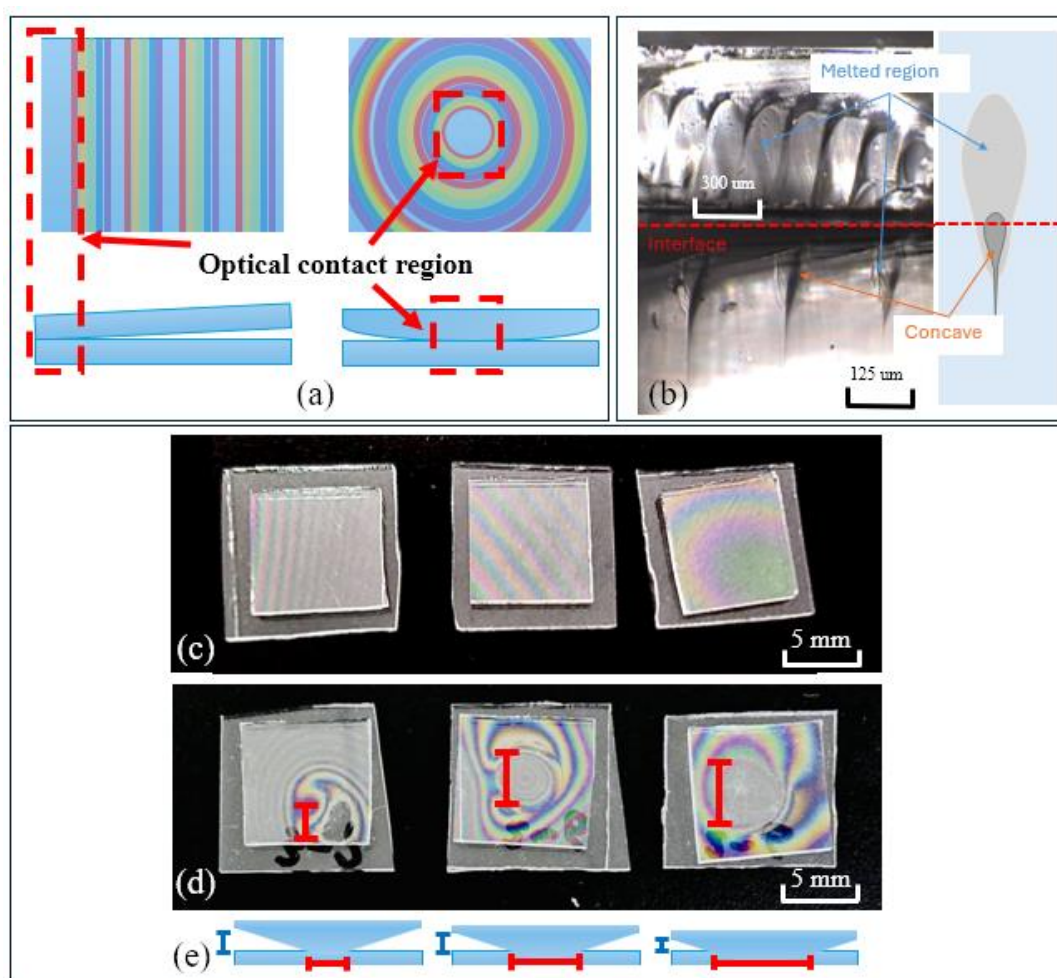 Optical contact region
(a)
Melted region
300 um
Interface
Concave
(b)
125 um
(c)
5 mm
(d)
5 mm
(e)